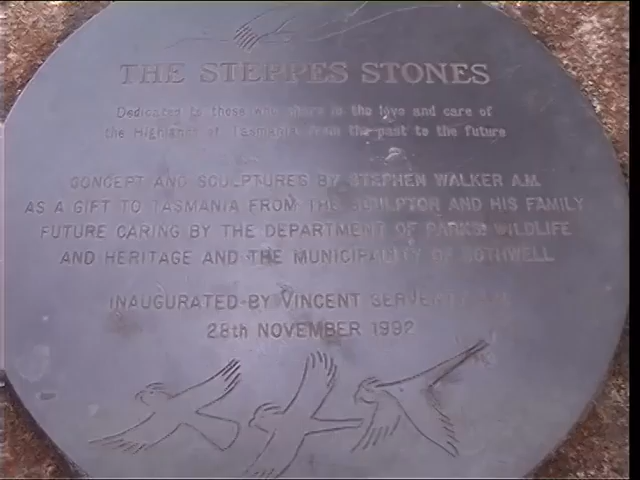 THE STEPPES STONES
Dedicated to those who share in the love and care of
the Highlands of Tasmania from the past to the future
CONCEPT AND SCULPTURES BY STEPHEN WALKER A.M.
AS A GIFT TO TASMANIA FROM THE SCULPTOR AND HIS FAMILY
FUTURE CARING BY THE DEPARTMENT OF PARKS WILDLIFE
AND HERITAGE AND THE MUNICIPALITY OF BOTHWELL
INAUGURATED BY VINCENT SERVENTY
28th NOVEMBER 1992